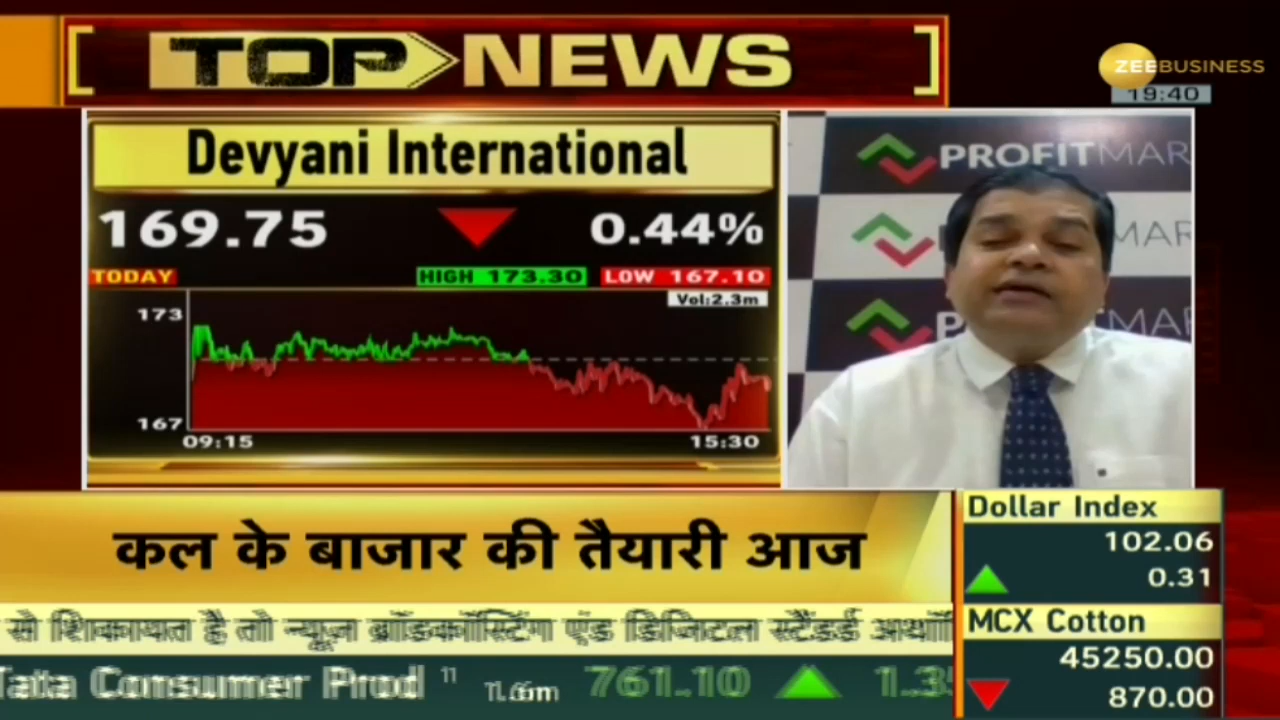 TOP NEWS
ZEEBUSINESS
19:40
Devyani International
169.75 0.44%
TODAY HIGH 173.30 LOW 167.10
Vol:2.3m
173
167
09:15 15:30
PROFITMAR
MAR
MAR
कल के बाजार की तैयारी आज
से शिकायत है तो न्यूज़ ब्रॉडकास्टिंग एंड डिजिटल स्टैंडर्ड
Tata Consumer Prod 761.10
Dollar Index
102.06
0.31
MCX Cotton
45250.00
870.00